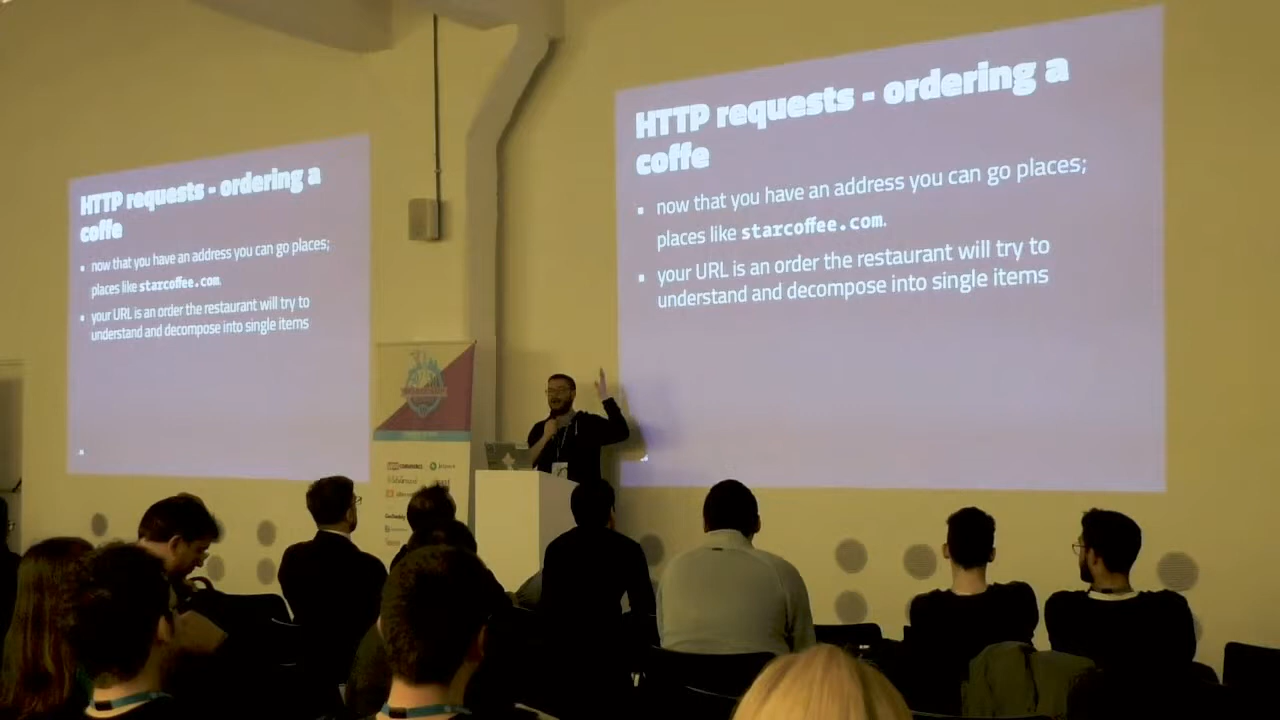 HTTP requests - ordering a
coffe
now that you have an address you can go places;
places like starcoffee.com.
your URL is an order the restaurant will try to
understand and decompose into single items
HTTP requests - ordering a
coffe
now that you have an address you can go places;
places like starcoffee.com.
your URL is an order the restaurant will try to
understand and decompose into single items